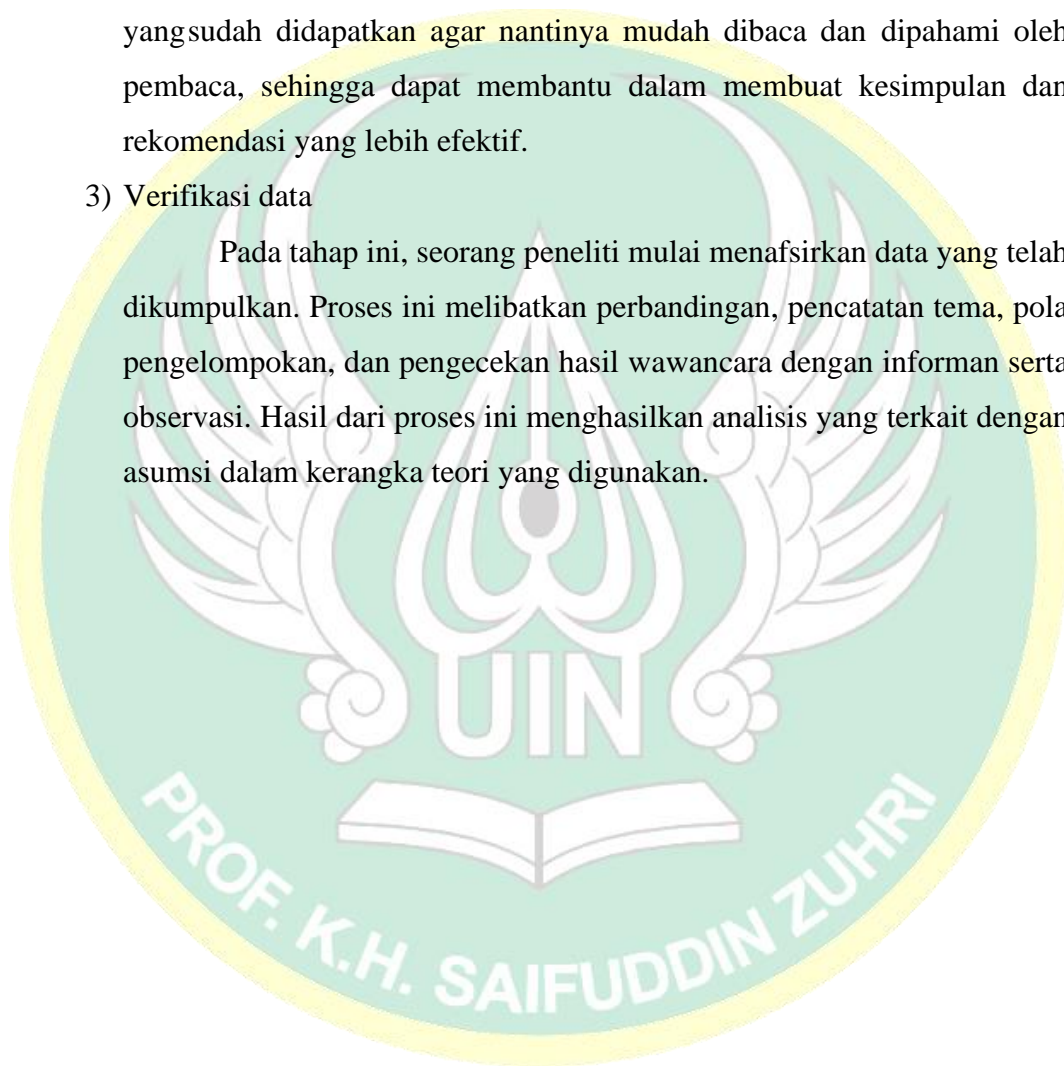 yangsudah didapatkan agar nantinya mudah dibaca dan dipahami oleh
pembaca, sehingga dapat membantu dalam membuat kesimpulan dan
rekomendasi yang lebih efektif.
3) Verifikasi data
Pada tahap ini, seorang peneliti mulai menafsirkan data yang telah
dikumpulkan. Proses ini melibatkan perbandingan, pencatatan tema, pola
pengelompokan, dan pengecekan hasil wawancara dengan informan serta
observasi. Hasil dari proses ini menghasilkan analisis yang terkait dengan
asumsi dalam kerangka teori yang digunakan.
UIN
PROF. K.H. SAIFUDDIN ZUHRI